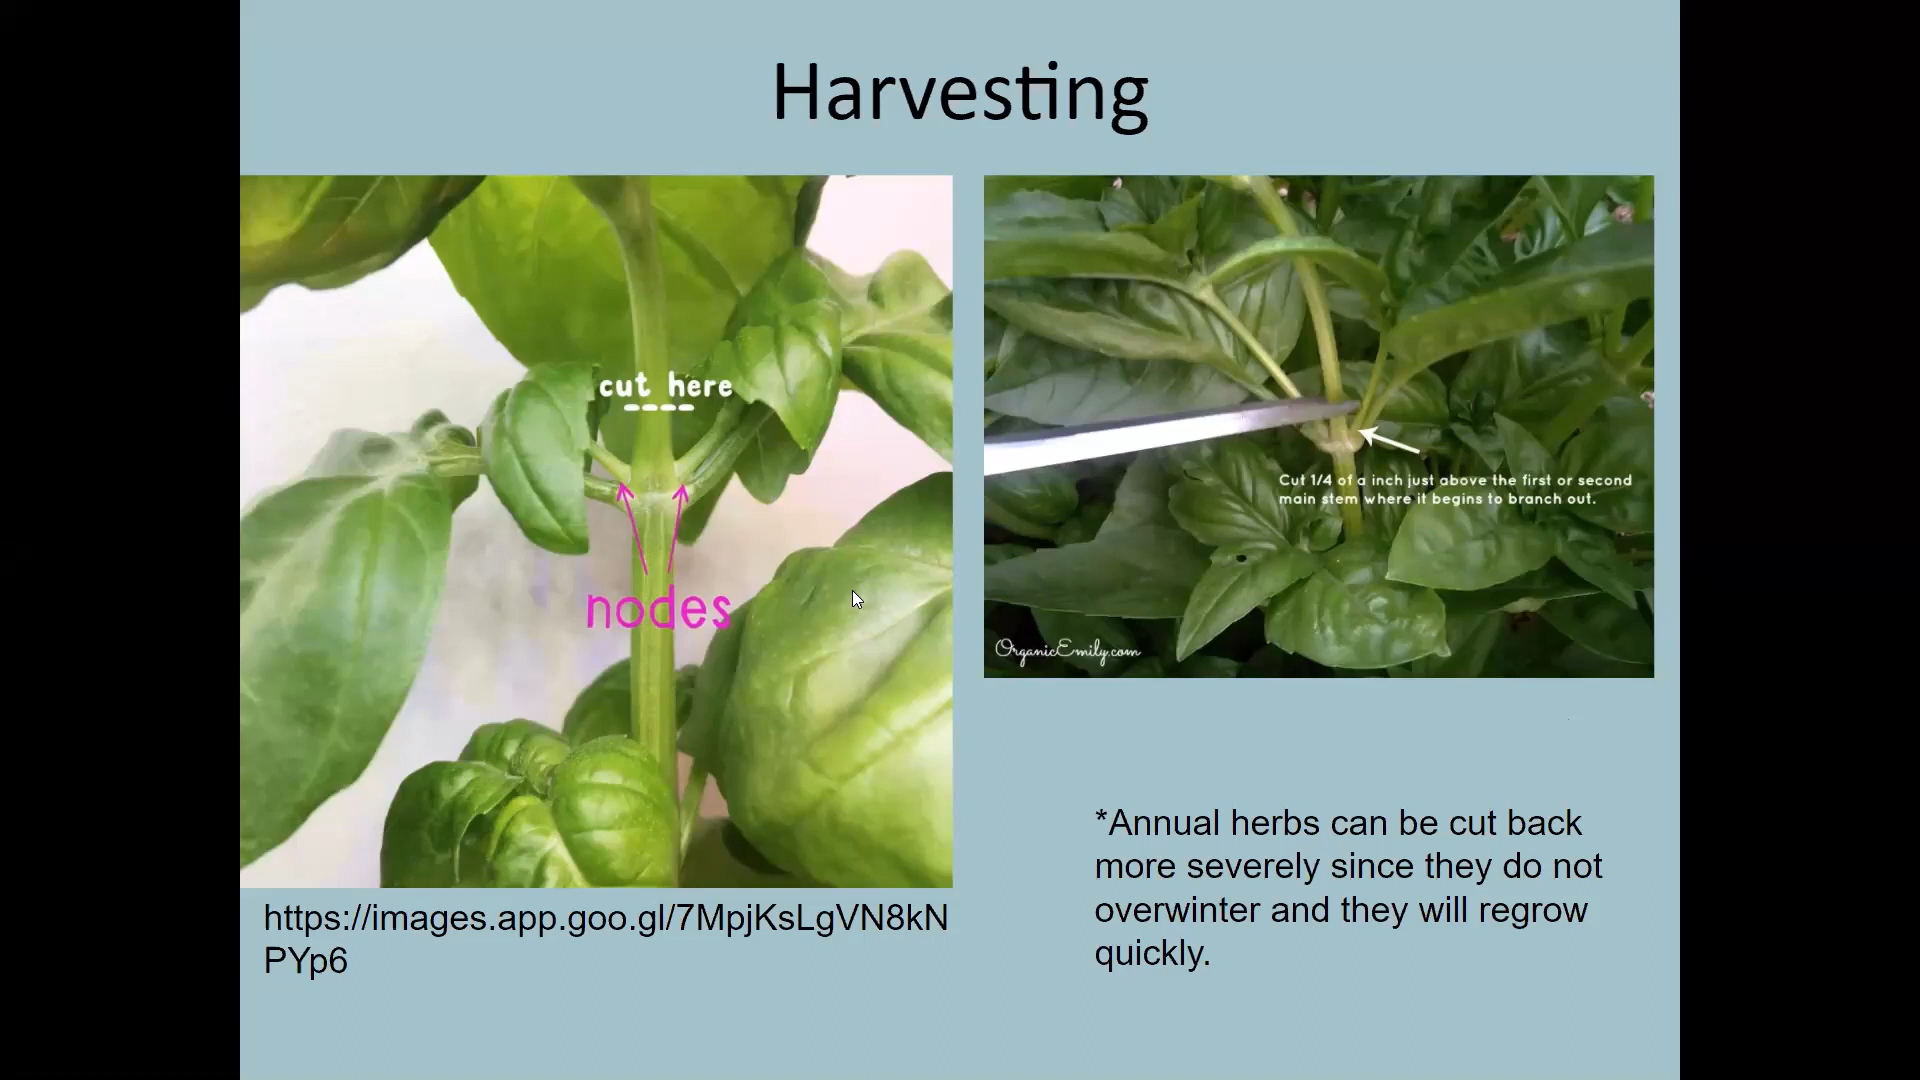 Harvesting
cut here
nodes
Cut 1/4 of a inch just above the first or second
main stem where it begins to branch out.
OrganicEmily.com
https://images.app.goo.gl/7MpjKsLgVN8kN
PYp6
*Annual herbs can be cut back
more severely since they do not
overwinter and they will regrow
quickly.